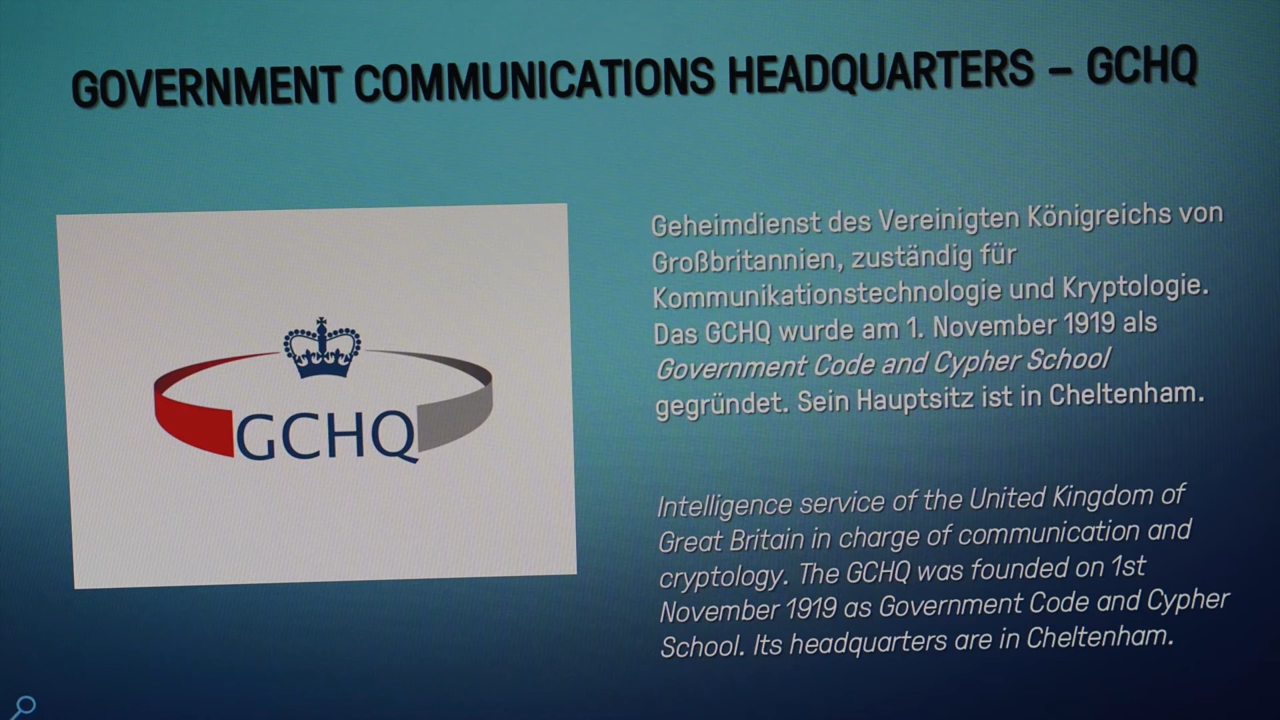 GOVERNMENT COMMUNICATIONS HEADQUARTERS – GCHQ
GCHQ
Geheimdienst des Vereinigten Königreichs von
Großbritannien, zuständig für
Kommunikationstechnologie und Kryptologie.
Das GCHQ wurde am 1. November 1919 als
Government Code and Cypher School
gegründet. Sein Hauptsitz ist in Cheltenham.
Intelligence service of the United Kingdom of
Great Britain in charge of communication and
cryptology. The GCHQ was founded on 1st
November 1919 as Government Code and Cypher
School. Its headquarters are in Cheltenham.